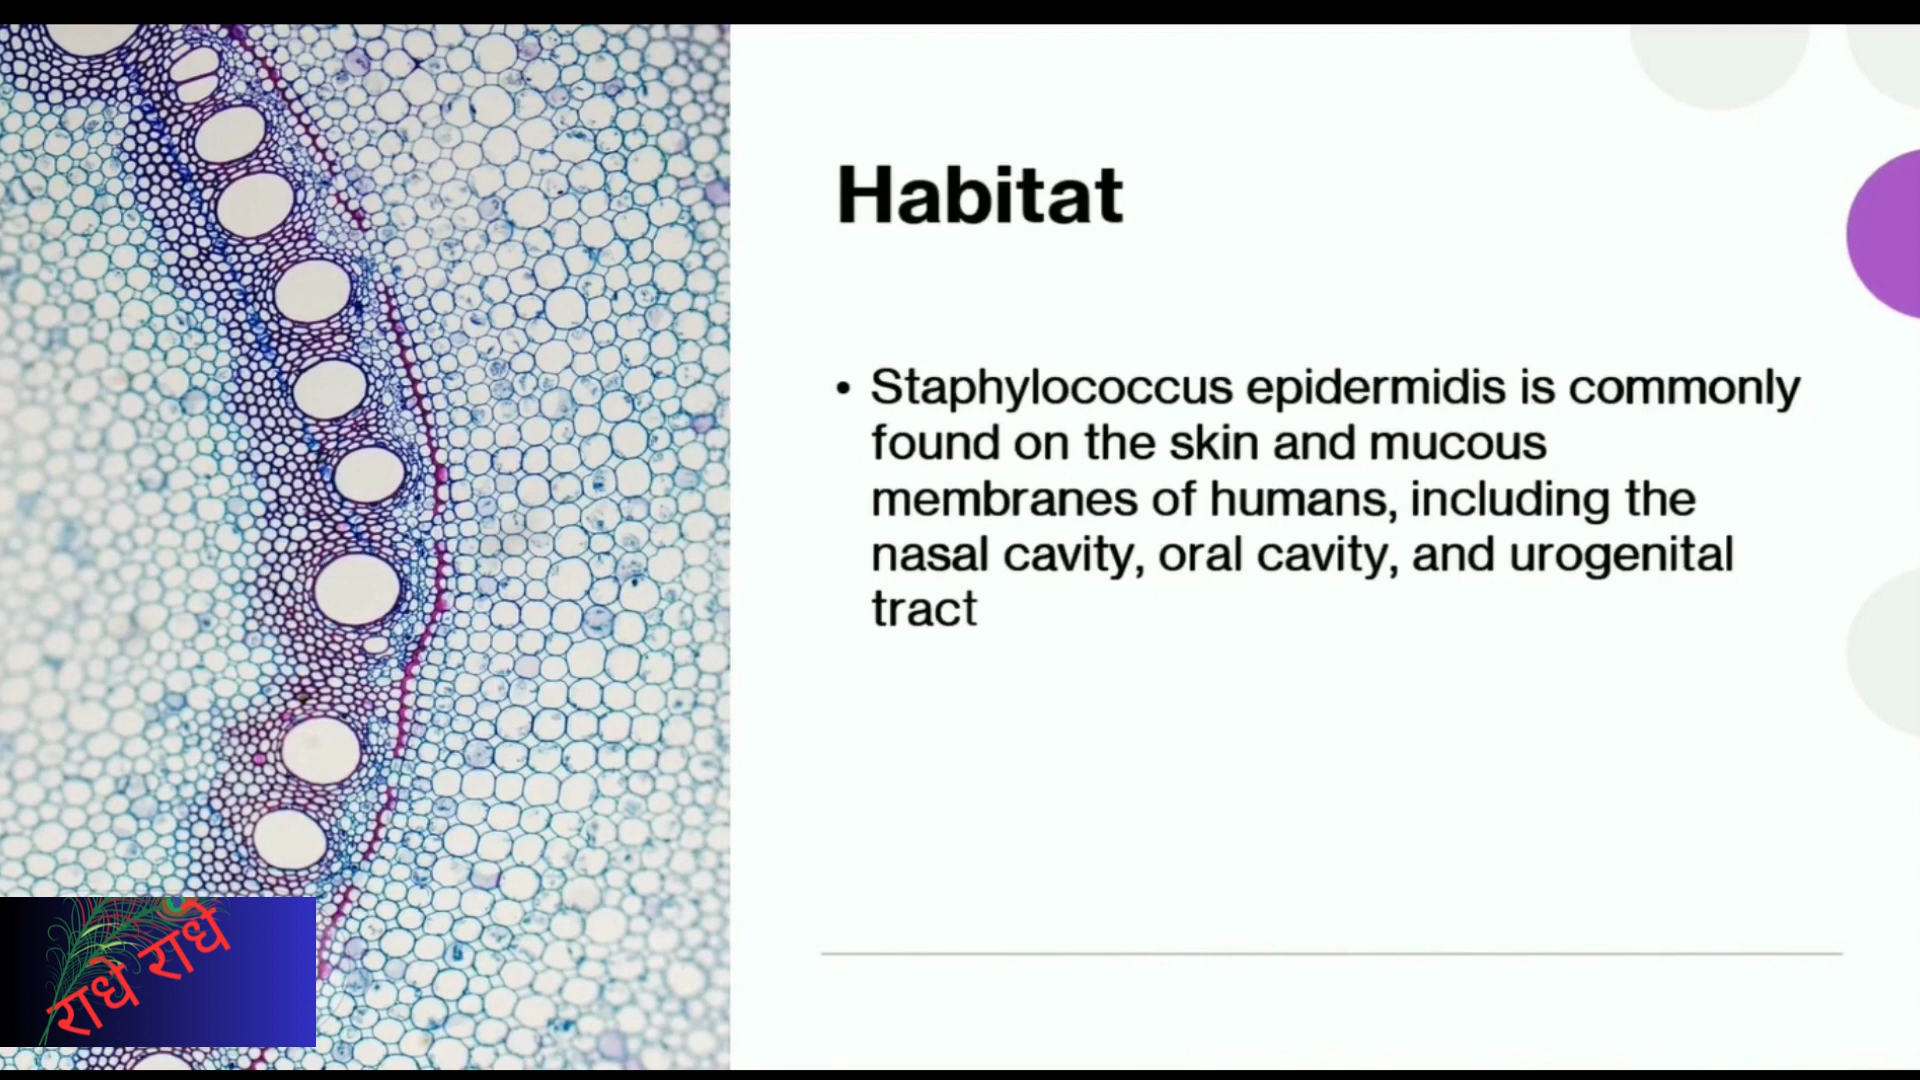 Habitat
• Staphylococcus epidermidis is commonly
found on the skin and mucous
membranes of humans, including the
nasal cavity, oral cavity, and urogenital
tract
राधे राधे